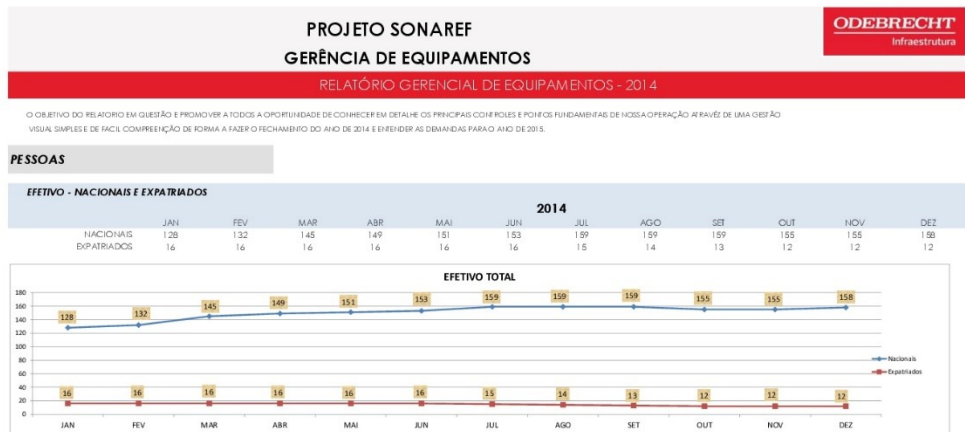 PROJETO SONAREF
GERÊNCIA DE EQUIPAMENTOS
ODEBRECHT
Infraestrutura
RELATÓRIO GERENCIAL DE EQUIPAMENTOS - 2014
O OBJETIVO DO RELATORIO EM QUESTÃO E PROMOVER A TODOS A OPORTUNIDADE DE CONHECER EM DETALHE OS PRINCIPAIS CONTROLES E PONTOS FUNDAMENTAIS DE NOSSA OPERAÇÃO ATRAVÉZ DE UMA GESTÃO
VISUAL SIMPLES E DE FACIL COMPREENÇÃO DE FORMA A FAZER O FECHAMENTO DO ANO DE 2014 E ENTENDER AS DEMANDAS PARA O ANO DE 2015.
PESSOAS
EFETIVO - NACIONAIS E EXPATRIADOS
2014
JAN FEV MAR ABR MAI JUN JUL AGO SET OUT NOV DEZ
NACIONAIS 128 132 145 149 151 153 159 159 159 155 155 158
EXPATRIADOS 16 16 16 16 16 16 15 14 13 12 12 12
EFETIVO TOTAL
180
160
140
120
100
80
60
40
20
0
128 132 145 149 151 153 159 159 159 155 155 158
Nacionais
Expatriados
16 16 16 16 16 16 15 14 13 12 12 12
JAN FEV MAR ABR MAI JUN JUL AGO SET OUT NOV DEZ